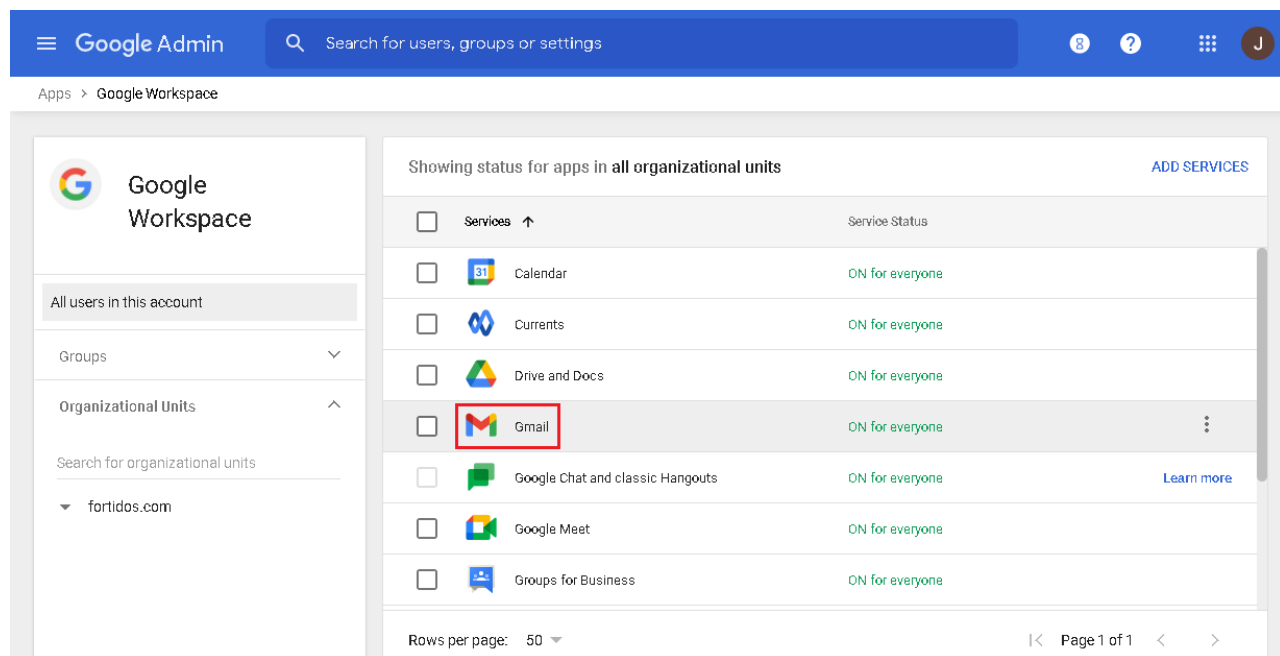 Google Admin
Search for users, groups or settings
8
?
J
Apps > Google Workspace
Google
Workspace
All users in this account
Groups
Organizational Units
Search for organizational units
fortidos.com
Showing status for apps in all organizational units
ADD SERVICES
Services ↑ Service Status
31 Calendar ON for everyone
Currents ON for everyone
Drive and Docs ON for everyone
Gmail ON for everyone
Google Chat and classic Hangouts ON for everyone Learn more
Google Meet ON for everyone
Groups for Business ON for everyone
Rows per page: 50 Page 1 of 1